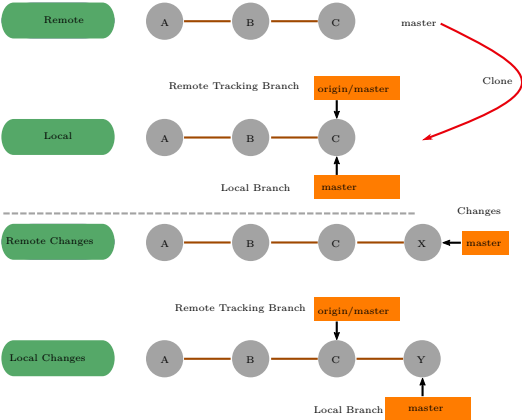 Remote
A
B
C
master
Clone
Remote Tracking Branch
origin/master
Local
A
B
C
Local Branch
master
Changes
Remote Changes
A
B
C
X
master
Remote Tracking Branch
origin/master
Local Changes
A
B
C
Y
Local Branch
master